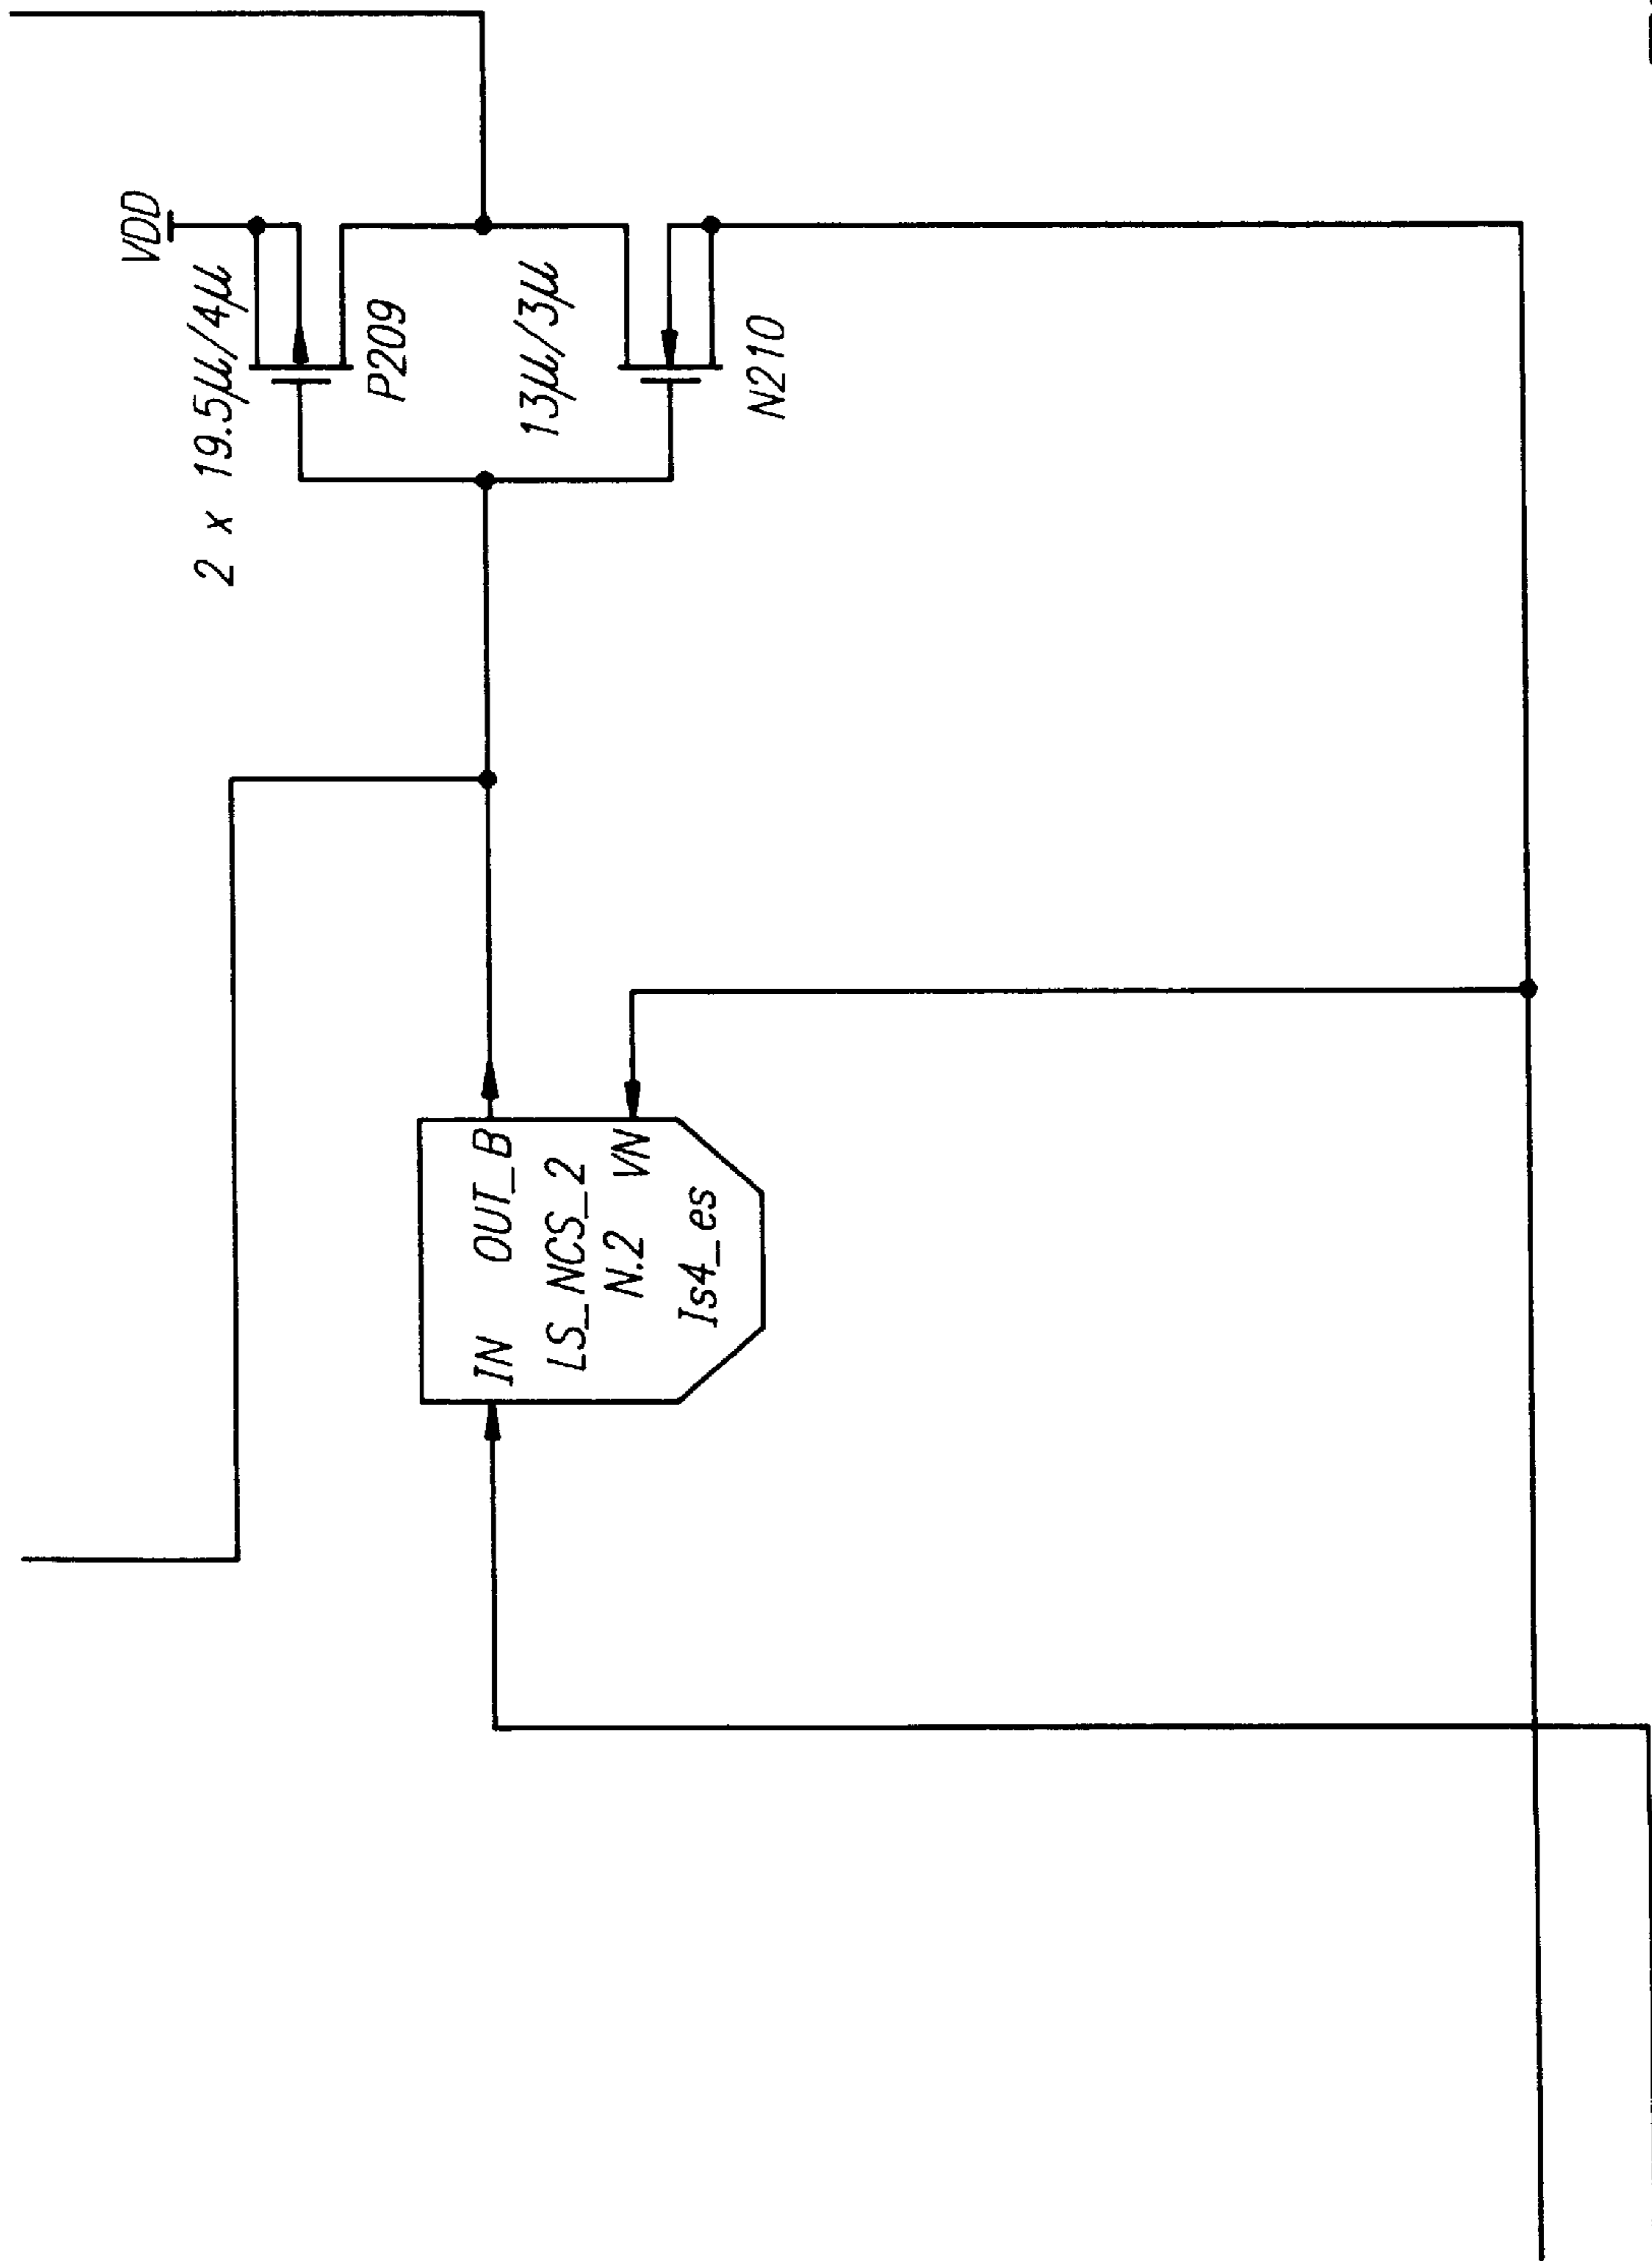 VDD
2 x 19.5µ/4µ
P209
13µ/3µ
N210
IN OUT_B
LS_NCS_2
N.2 VN
Is4_es